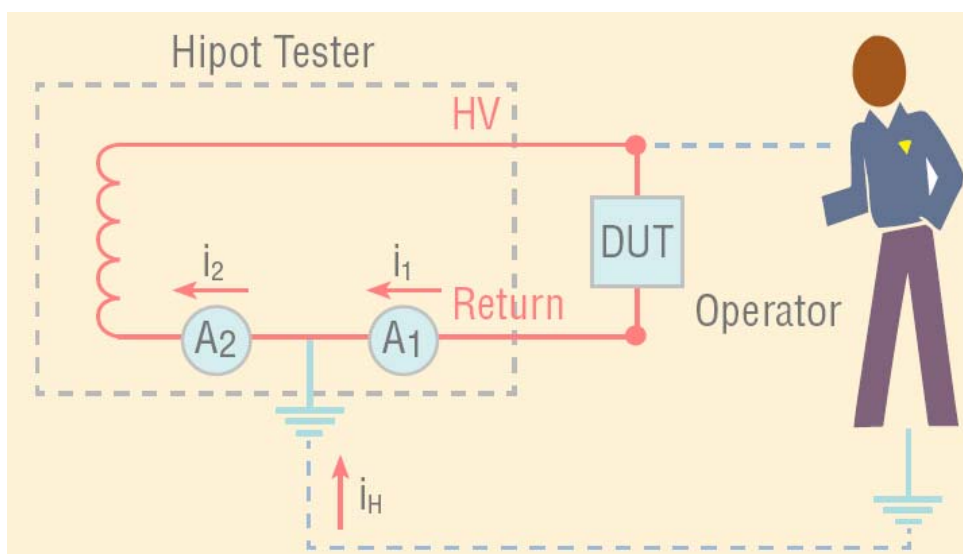 Hipot Tester
HV
DUT
i2
i1
Return
Operator
A2
A1
iH